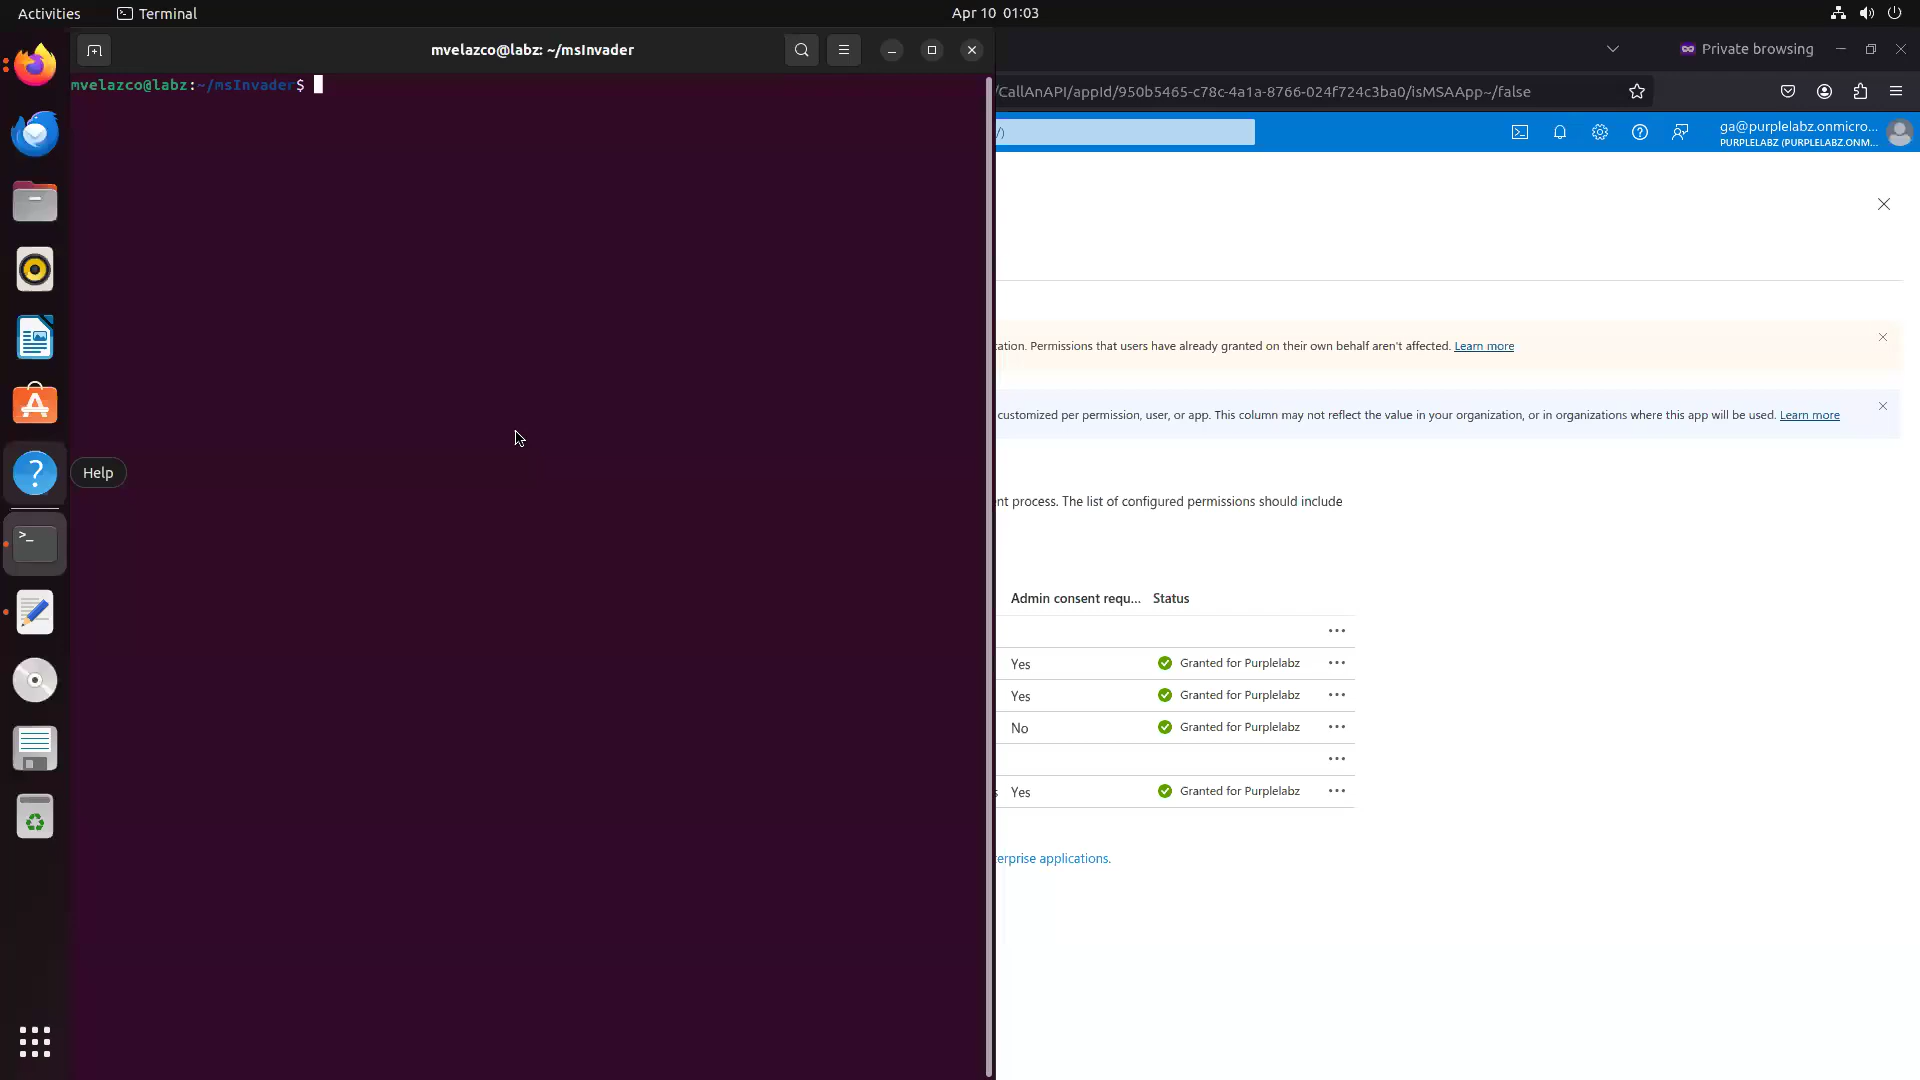 Activities
Terminal
Apr 10 01:03
mvelazco@labz: ~/msInvader
Private browsing
mvelazco@labz:~/msInvader$
/CallAnAPI/appId/950b5465-c78c-4a1a-8766-024f724c3ba0/isMSAApp~/false
/)
ga@purplelabz.onmicro...
PURPLELABZ (PURPLELABZ.ONM...
ation. Permissions that users have already granted on their own behalf aren't affected. Learn more
customized per permission, user, or app. This column may not reflect the value in your organization, or in organizations where this app will be used. Learn more
Help
nt process. The list of configured permissions should include
Admin consent requ... Status
Yes Granted for Purplelabz
Yes Granted for Purplelabz
No Granted for Purplelabz
s Yes Granted for Purplelabz
terprise applications.